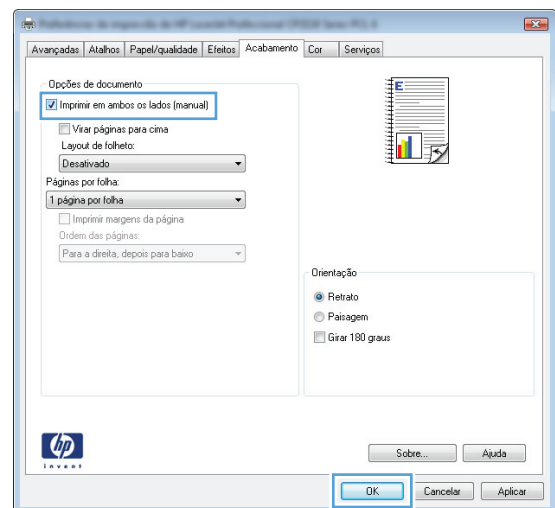 Avançadas Atalhos Papel/qualidade Efeitos Acabamento Cor Serviços
Opções de documento
Imprimir em ambos os lados (manual)
Virar páginas para cima
Layout de folheto:
Desativado
Páginas por folha:
1 página por folha
Imprimir margens da página
Ordem das páginas:
Para a direita, depois para baixo
E
Orientação
Retrato
Paisagem
Girar 180 graus
hp
invent
Sobre... Ajuda
OK Cancelar Aplicar